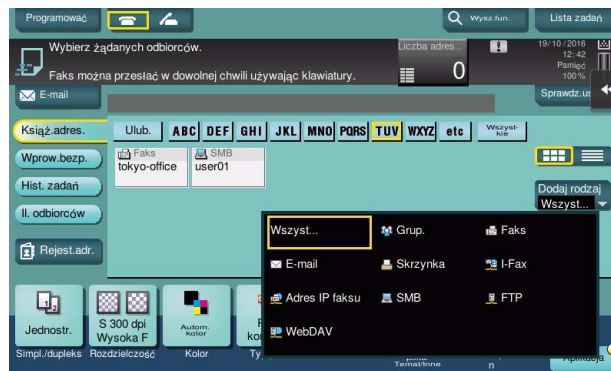 Programować
Wysz.fun.
Lista zadań
Wybierz żądanych odbiorców.
Faks można przesłać w dowolnej chwili używając klawiatury.
Liczba adres...
0
19/10/2016
12:42
Pamięć
100%
E-mail
Sprawdz.us
Książ.adres.
Ulub.
ABC
DEF
GHI
JKL
MNO
PQRS
TUV
WXYZ
etc
Wszyst-
kie
Wprow.bezp.
Faks
tokyo-office
SMB
user01
Hist. zadań
Dodaj rodzaj
Wszyst...
Il. odbiorców
Rejest.adr.
Wszyst...
Grup.
Faks
E-mail
Skrzynka
I-Fax
Adres IP faksu
SMB
FTP
WebDAV
Jednostr.
S 300 dpi
Wysoka F
Autom.
kolor
Simpl./dupleks
Rozdzielczość
Kolor
Ty
Temat/Inne
Aplikacja